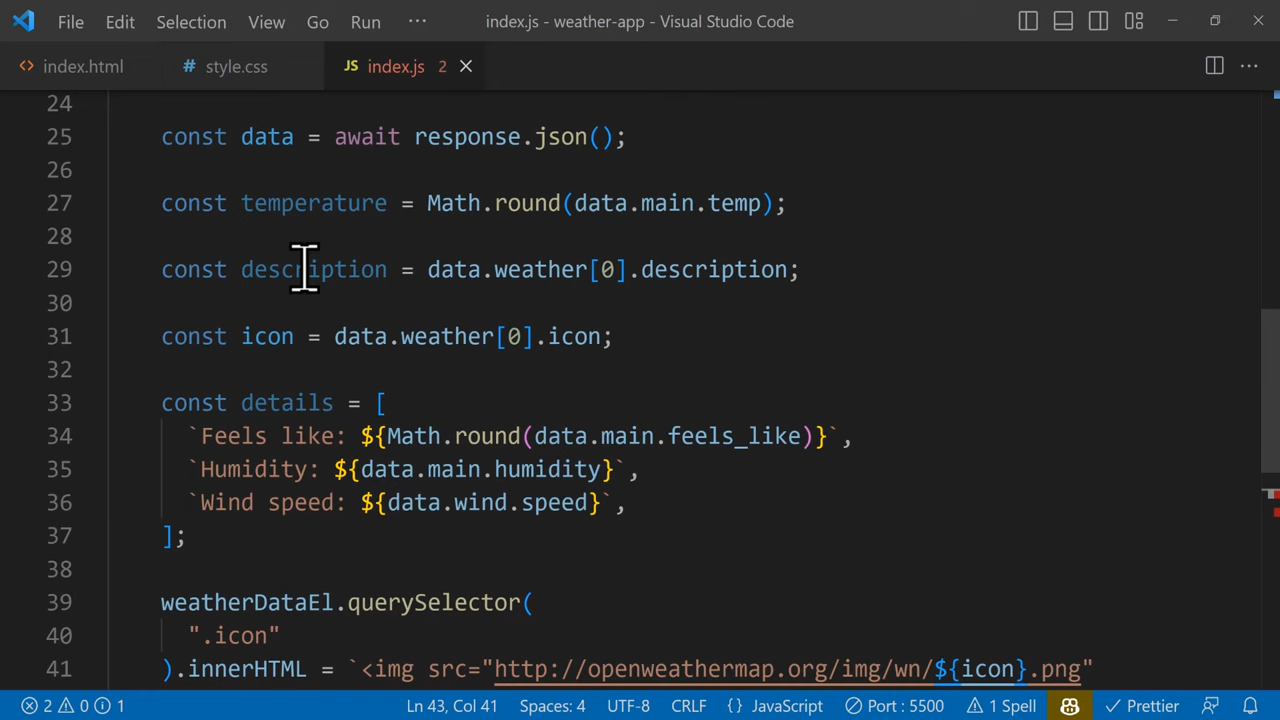 File Edit Selection View Go Run ··· index.js - weather-app - Visual Studio Code
<> index.html # style.css JS index.js 2 ×
24
25 const data = await response.json();
26
27 const temperature = Math.round(data.main.temp);
28
29 const description = data.weather[0].description;
30
31 const icon = data.weather[0].icon;
32
33 const details = [
34 `Feels like: ${Math.round(data.main.feels_like)}`,
35 `Humidity: ${data.main.humidity}`,
36 `Wind speed: ${data.wind.speed}`,
37 ];
38
39 weatherDataEl.querySelector(
40 ".icon"
41 ).innerHTML = `<img src="http://openweathermap.org/img/wn/${icon}.png"
2 0 1 Ln 43, Col 41 Spaces: 4 UTF-8 CRLF {} JavaScript Port : 5500 1 Spell Prettier